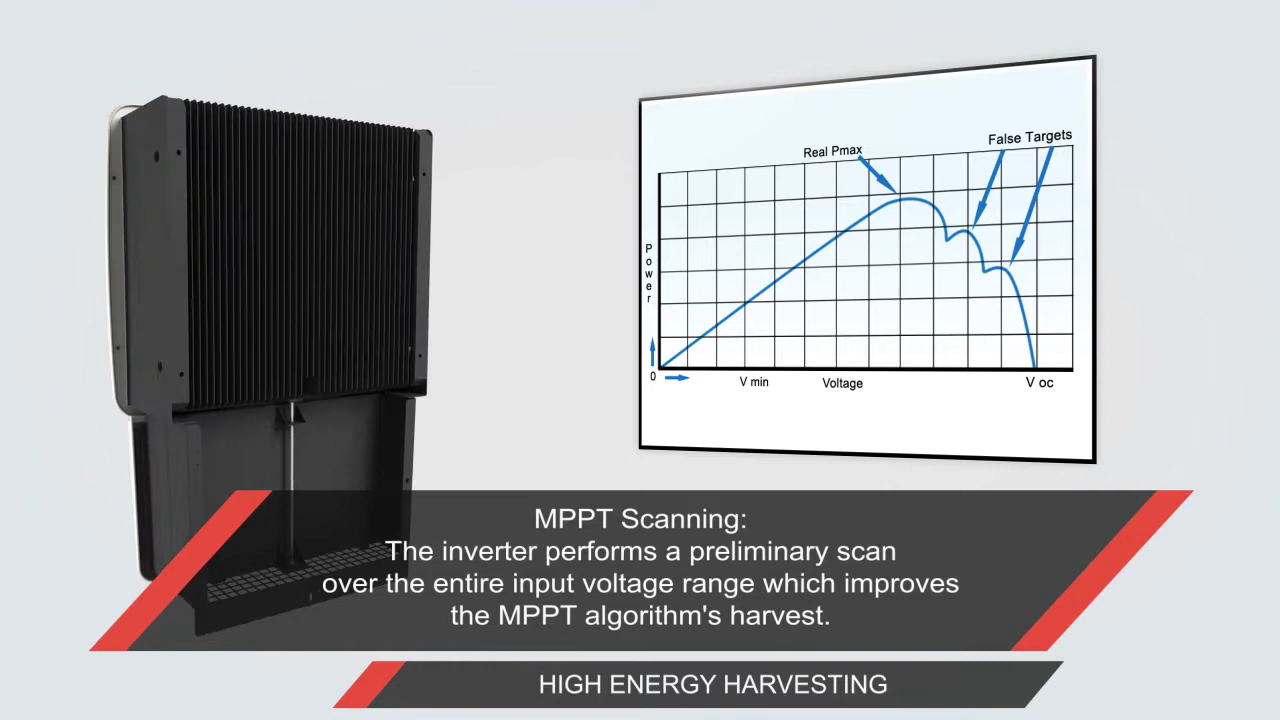 Real Pmax
False Targets
Power
0
V min
Voltage
V oc
MPPT Scanning:
The inverter performs a preliminary scan
over the entire input voltage range which improves
the MPPT algorithm's harvest.
HIGH ENERGY HARVESTING